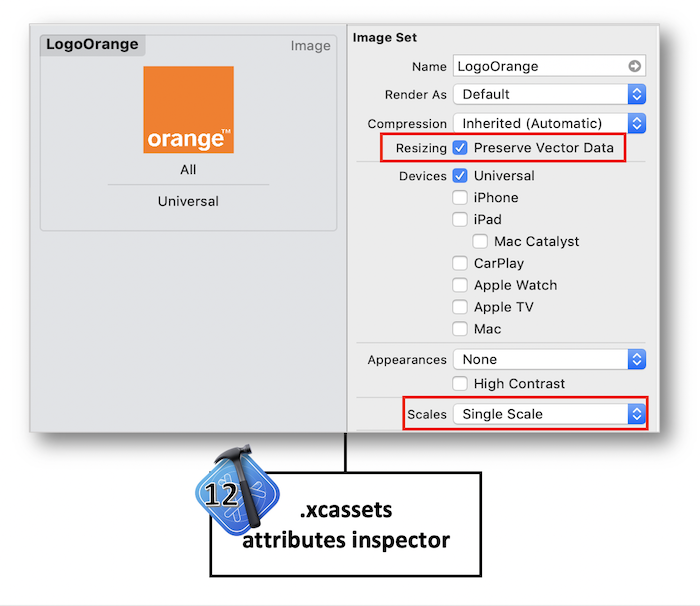 LogoOrange
Image
orange™
All
Universal
Image Set
Name LogoOrange
Render As Default
Compression Inherited (Automatic)
Resizing Preserve Vector Data
Devices Universal
iPhone
iPad
Mac Catalyst
CarPlay
Apple Watch
Apple TV
Mac
Appearances None
High Contrast
Scales Single Scale
12
.xcassets
attributes inspector